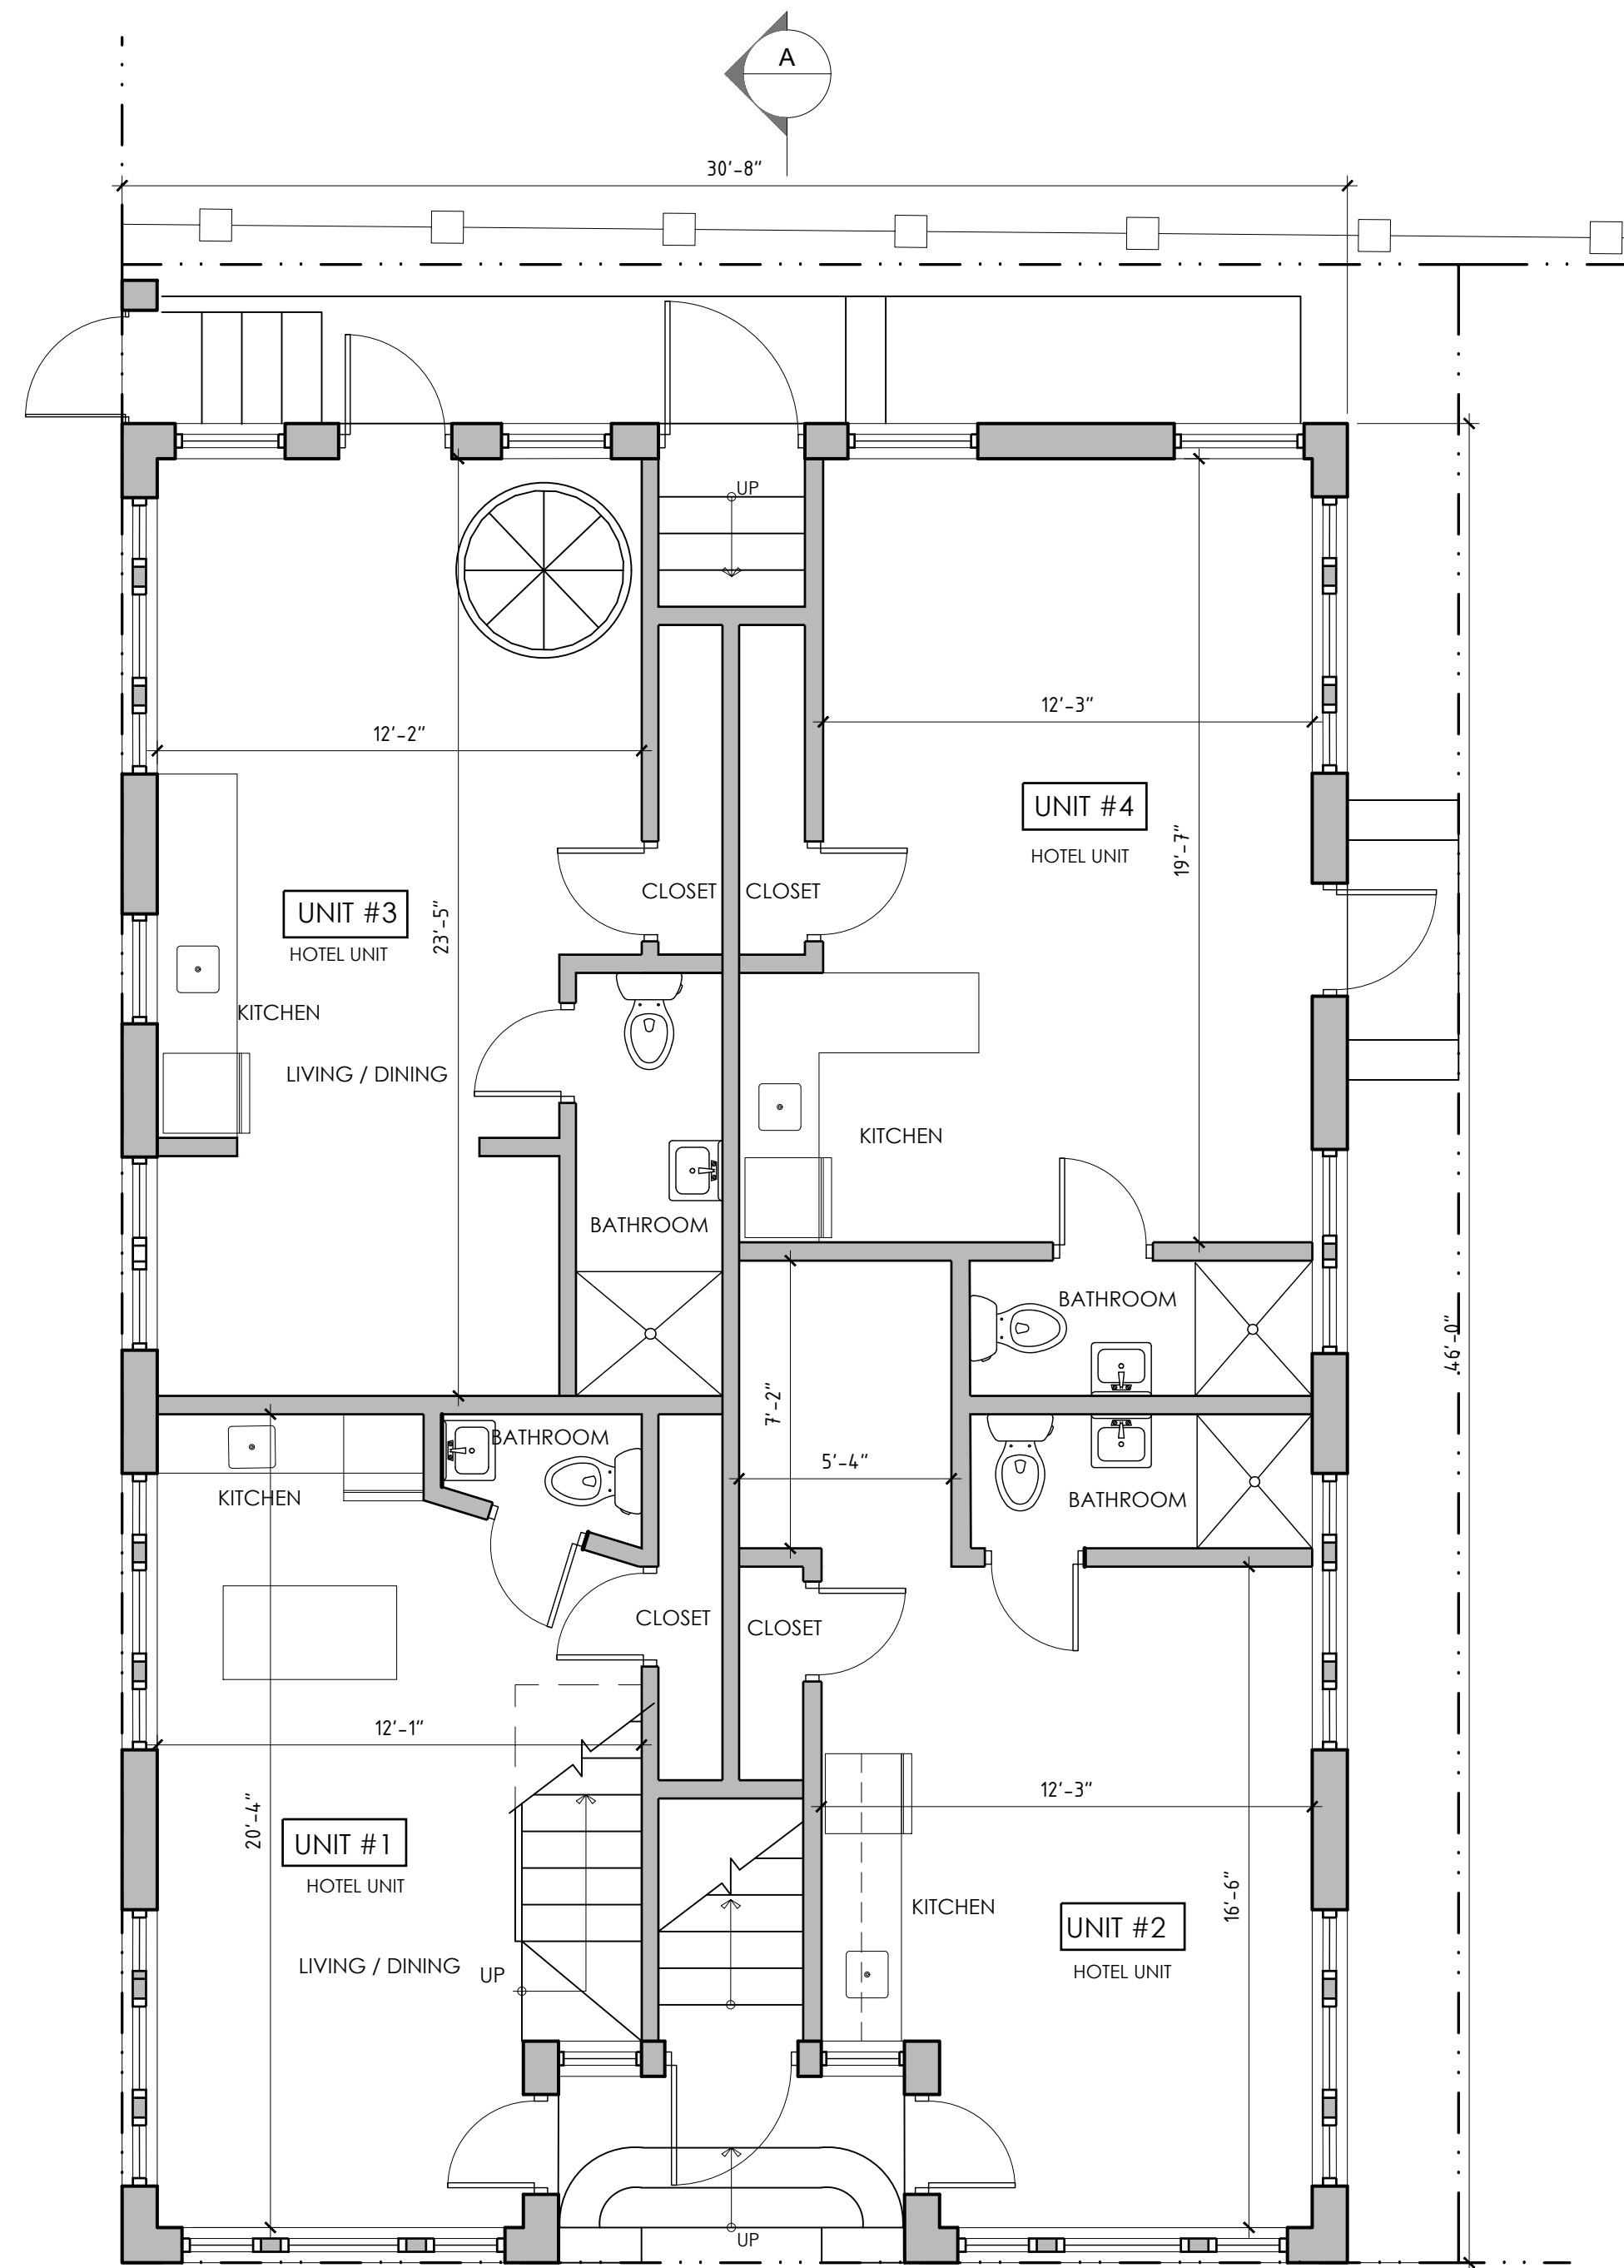 A
30'-8"
UP
12'-3"
12'-2"
UNIT #4
19'-7"
HOTEL UNIT
CLOSET
CLOSET
UNIT #3
23'-5"
HOTEL UNIT
KITCHEN
LIVING / DINING
KITCHEN
BATHROOM
BATHROOM
46'-0"
7'-2"
BATHROOM
5'-4"
KITCHEN
BATHROOM
CLOSET
CLOSET
12'-1"
12'-3"
20'-4"
UNIT #1
HOTEL UNIT
16'-6"
KITCHEN
UNIT #2
LIVING / DINING
UP
HOTEL UNIT
UP